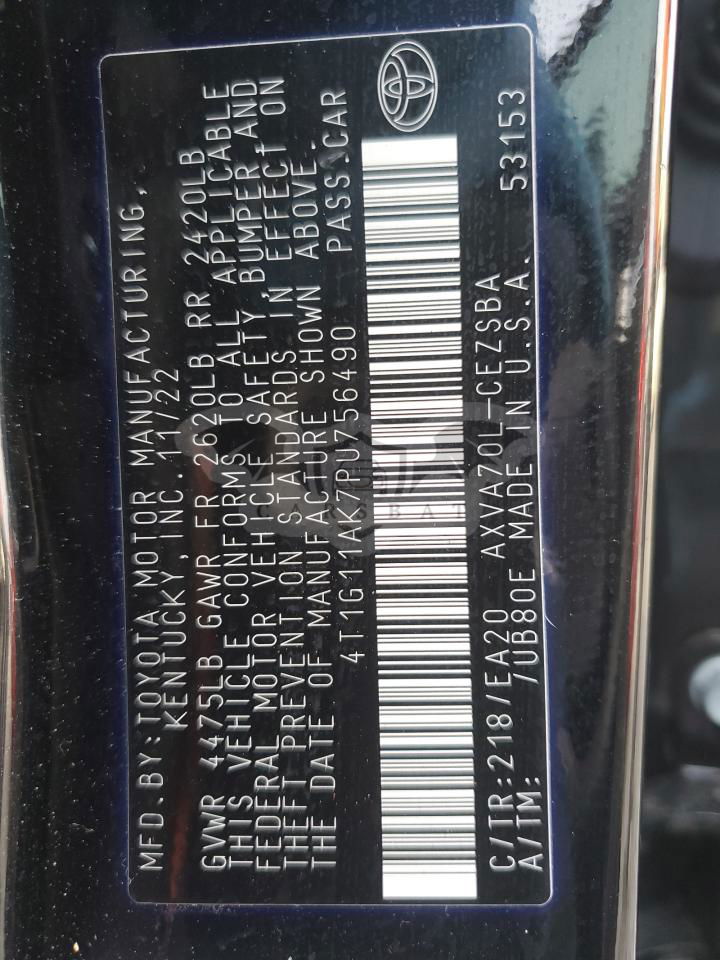 MFD.BY:TOYOTA MOTOR MANUFACTURING,
KENTUCKY, INC. 11/22
GVWR 4475LB GAWR FR 2620LB RR 2420LB
THIS VEHICLE CONFORMS TO ALL APPLICABLE
FEDERAL MOTOR VEHICLE SAFETY, BUMPER, AND
THEFT PREVENTION STANDARDS IN EFFECT ON
THE DATE OF MANUFACTURE SHOWN ABOVE.
4T1G11AK7PU756490 PASS.CAR
C/TR:218/EA20 AXVA70L-CEZSBA
A/TM: /UB80E MADE IN U.S.A. 53153
CARSBAT